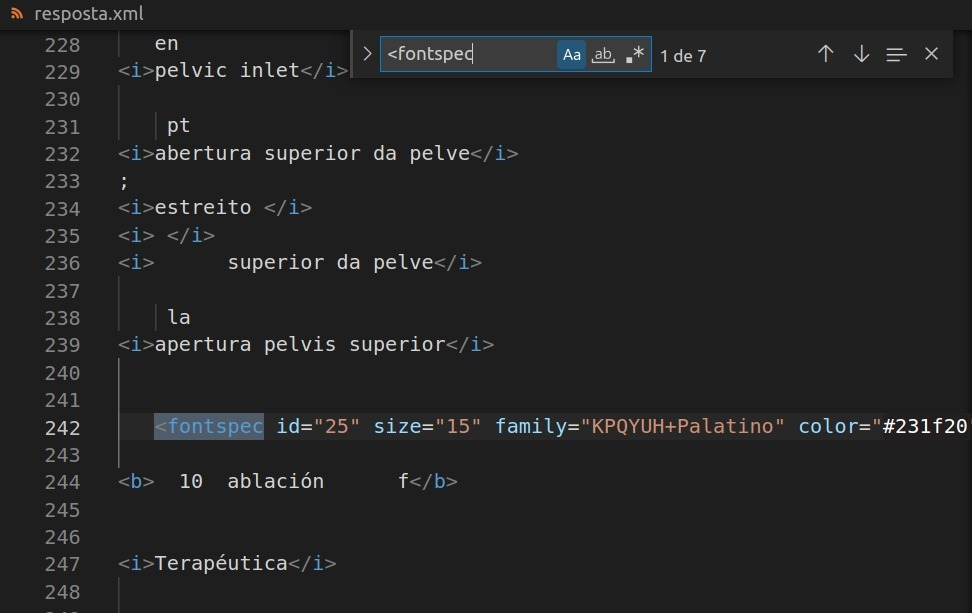 resposta.xml
<fontspec Aa ab .* 1 de 7
228 en
229 <i>pelvic inlet</i>
230
231 pt
232 <i>abertura superior da pelve</i>
233 ;
234 <i>estreito </i>
235 <i> </i>
236 <i>      superior da pelve</i>
237
238 la
239 <i>apertura pelvis superior</i>
240
241
242 <fontspec id="25" size="15" family="KPQYUH+Palatino" color="#231f20"
243
244 <b>  10  ablación      f</b>
245
246
247 <i>Terapéutica</i>
248